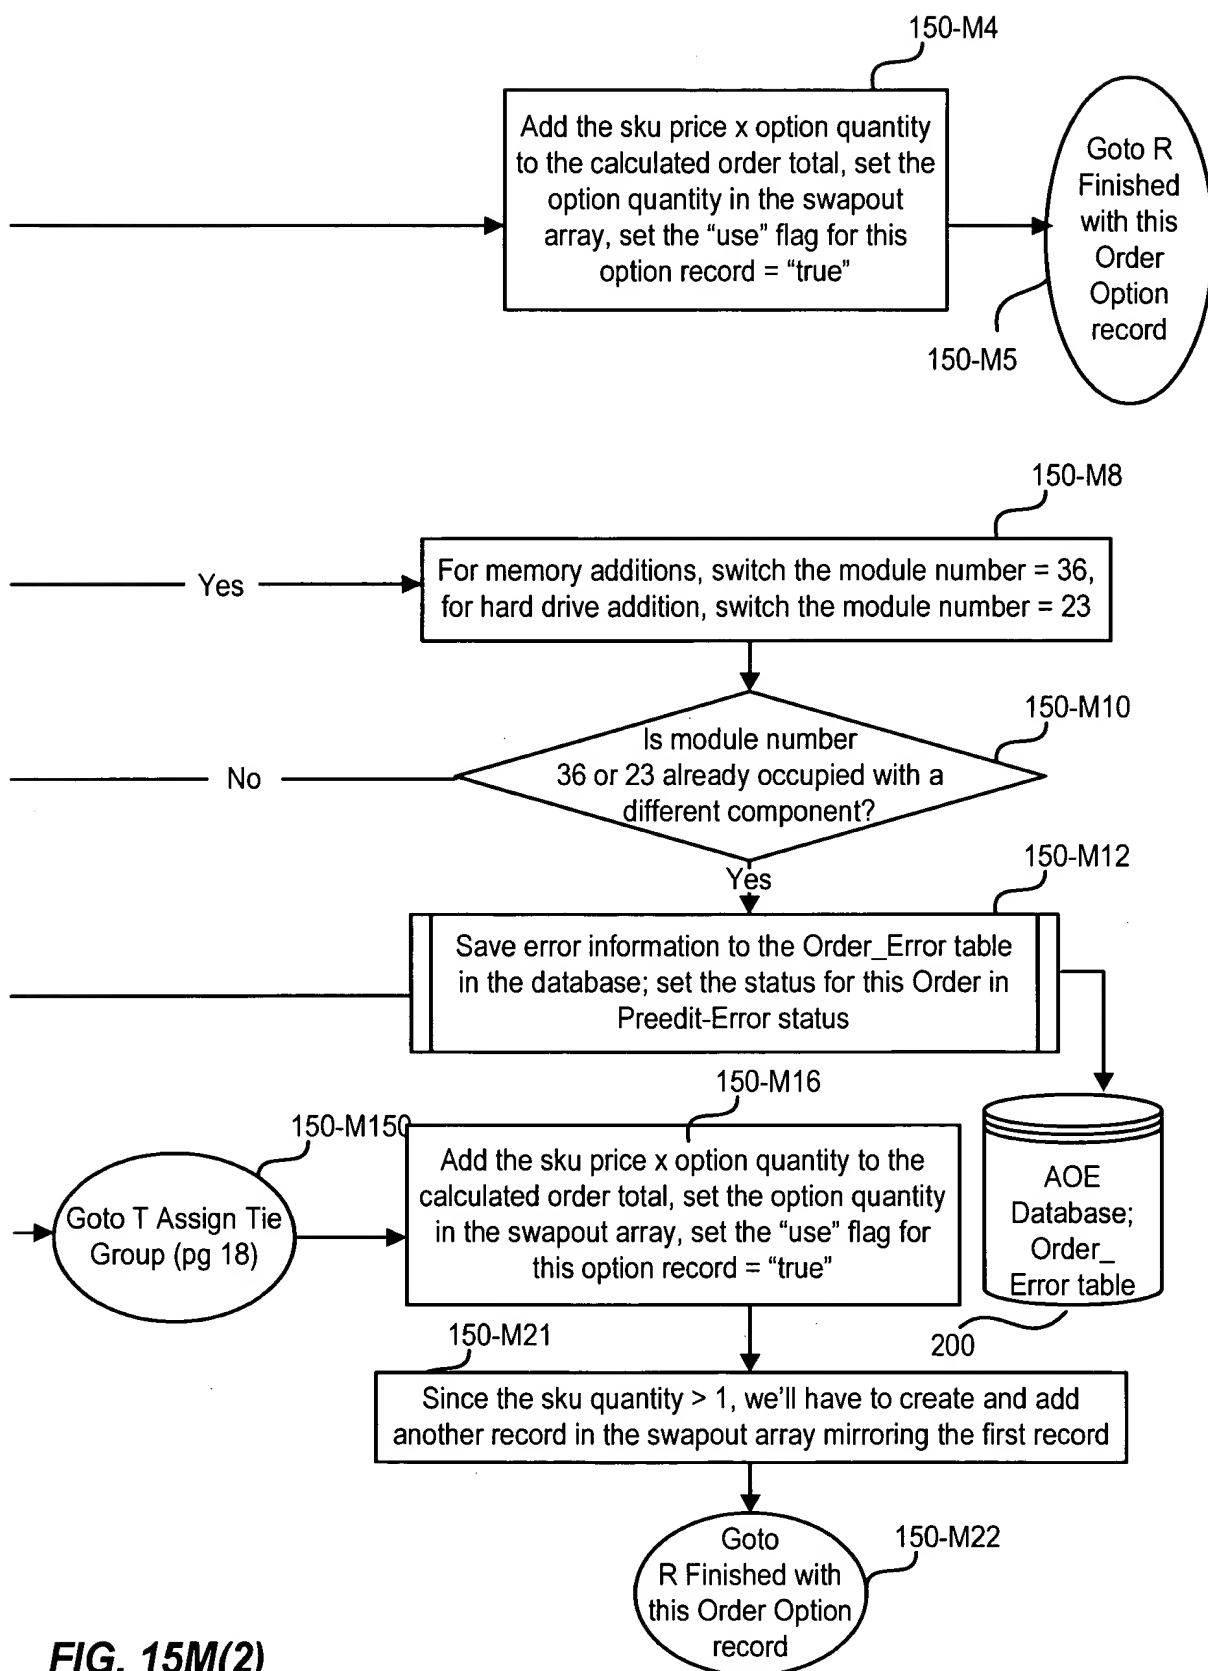 150-M4
Add the sku price x option quantity
to the calculated order total, set the
option quantity in the swapout
array, set the “use” flag for this
option record = “true”
Goto R
Finished
with this
Order
Option
record
150-M5
150-M8
Yes
For memory additions, switch the module number = 36,
for hard drive addition, switch the module number = 23
150-M10
No
Is module number
36 or 23 already occupied with a
different component?
Yes
150-M12
Save error information to the Order_Error table
in the database; set the status for this Order in
Preedit-Error status
150-M16
150-M150
Goto T Assign Tie
Group (pg 18)
Add the sku price x option quantity to the
calculated order total, set the option quantity
in the swapout array, set the “use” flag for
this option record = “true”
AOE
Database;
Order_
Error table
200
150-M21
Since the sku quantity > 1, we’ll have to create and add
another record in the swapout array mirroring the first record
Goto
R Finished with
this Order Option
record
150-M22
FIG. 15M(2)